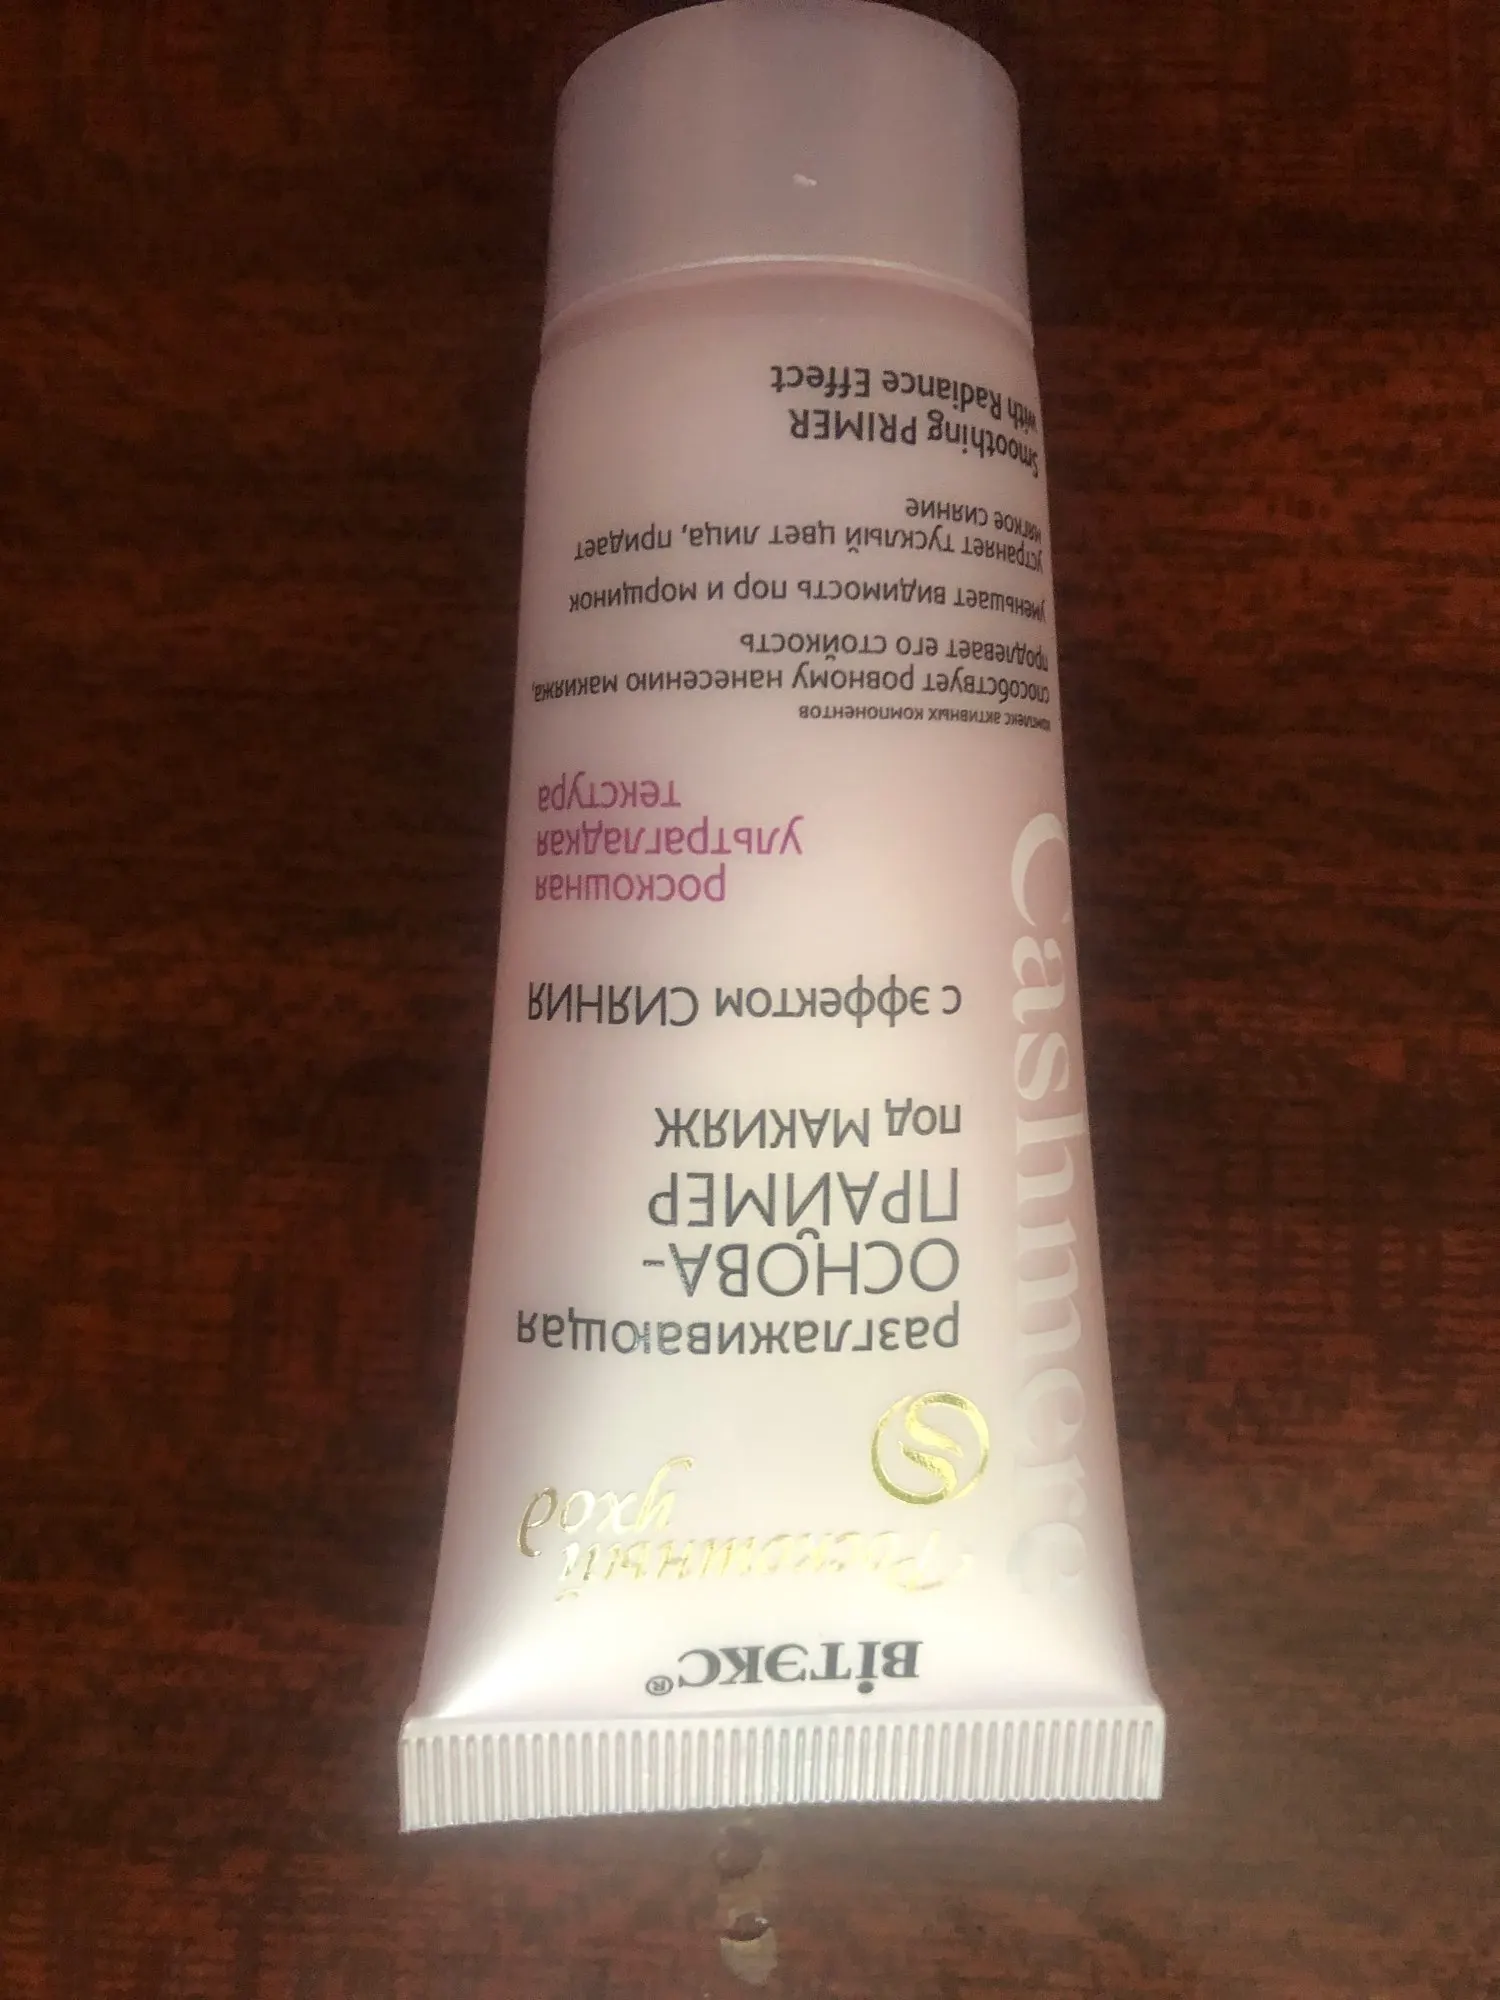 ВІТЭКС®
Роскошный
уход
Cashmere
разглаживающая
ОСНОВА-
ПРАЙМЕР
под МАКИЯЖ
с эффектом СИЯНИЯ
роскошная
ультрагладкая
текстура
комплекс активных компонентов
способствует ровному нанесению макияжа,
продлевает его стойкость
уменьшает видимость пор и морщинок
устраняет тусклый цвет лица, придает
мягкое сияние
Smoothing PRIMER
with Radiance Effect